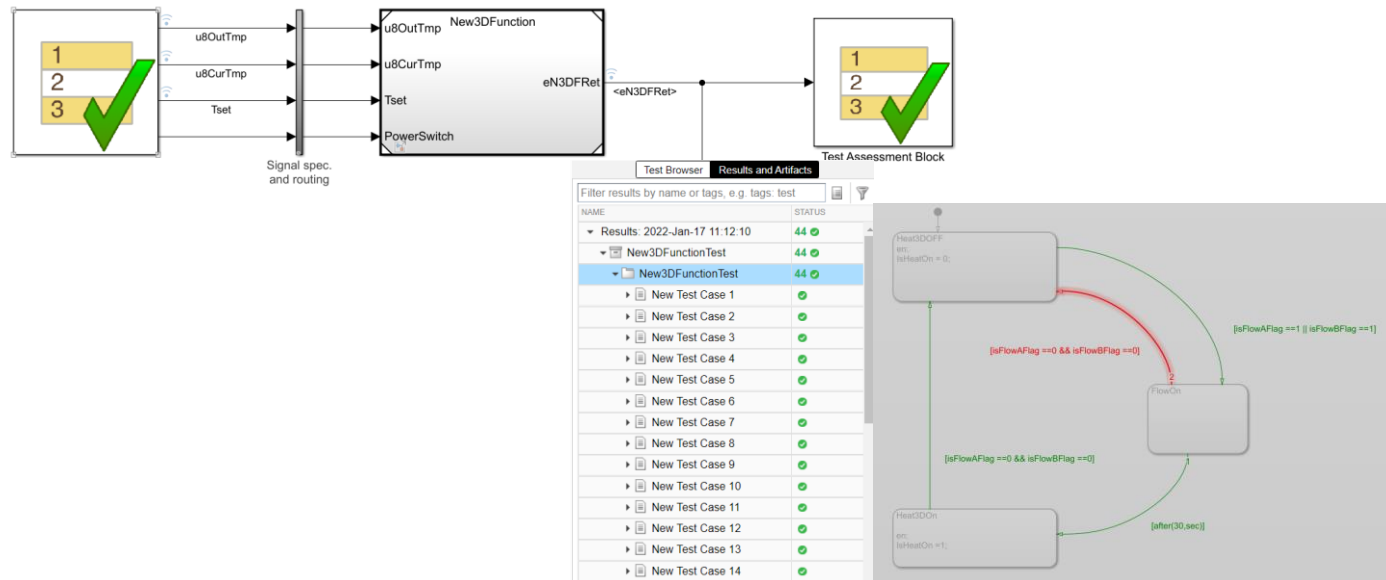 1
2
3
u8OutTmp
u8CurTmp
Tset
Signal spec.
and routing
New3DFunction
u8OutTmp
u8CurTmp
Tset
PowerSwitch
eN3DFRet
<eN3DFRet>
1
2
3
Test Assessment Block
Test Browser Results and Artifacts
Filter results by name or tags, e.g. tags: test
NAME STATUS
Results: 2022-Jan-17 11:12:10 44
New3DFunctionTest 44
New3DFunctionTest 44
New Test Case 1
New Test Case 2
New Test Case 3
New Test Case 4
New Test Case 5
New Test Case 6
New Test Case 7
New Test Case 8
New Test Case 9
New Test Case 10
New Test Case 11
New Test Case 12
New Test Case 13
New Test Case 14
Heat3DOFF
en:
IsHeatOn = 0;
[isFlowAFlag ==1 || isFlowBFlag ==1]
[isFlowAFlag ==0 && isFlowBFlag ==0]
2
FlowOn
1
[isFlowAFlag ==0 && isFlowBFlag ==0]
[after(30,sec)]
Heat3DOn
en:
IsHeatOn =1;